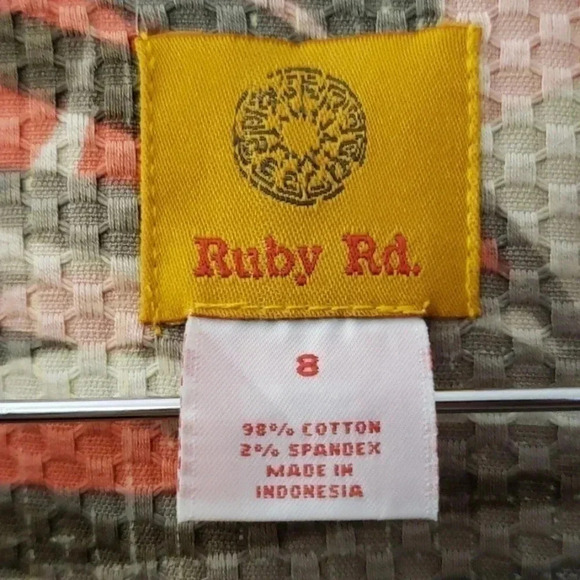 Ruby Rd.
8
98% COTTON
2% SPANDEX
MADE IN
INDONESIA